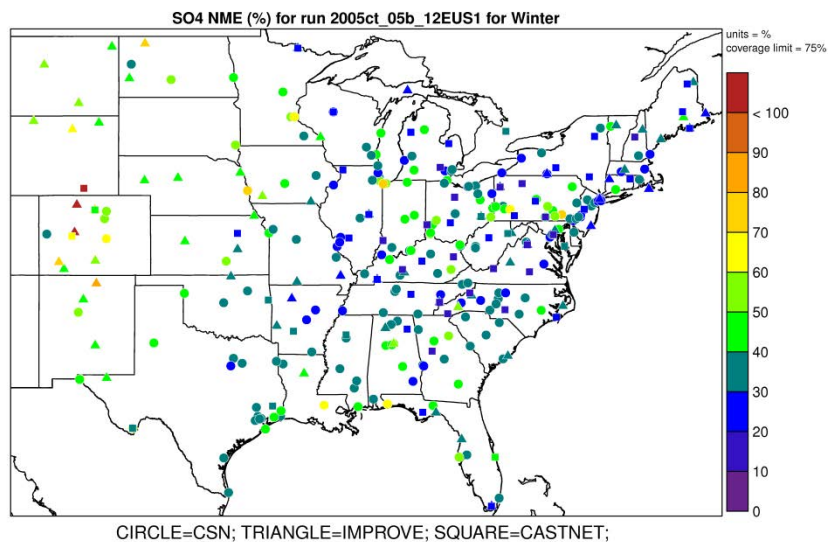 SO4 NME (%) for run 2005ct_05b_12EUS1 for Winter
units = %
coverage limit = 75%
< 100
90
80
70
60
50
40
30
20
10
0
CIRCLE=CSN; TRIANGLE=IMPROVE; SQUARE=CASTNET;